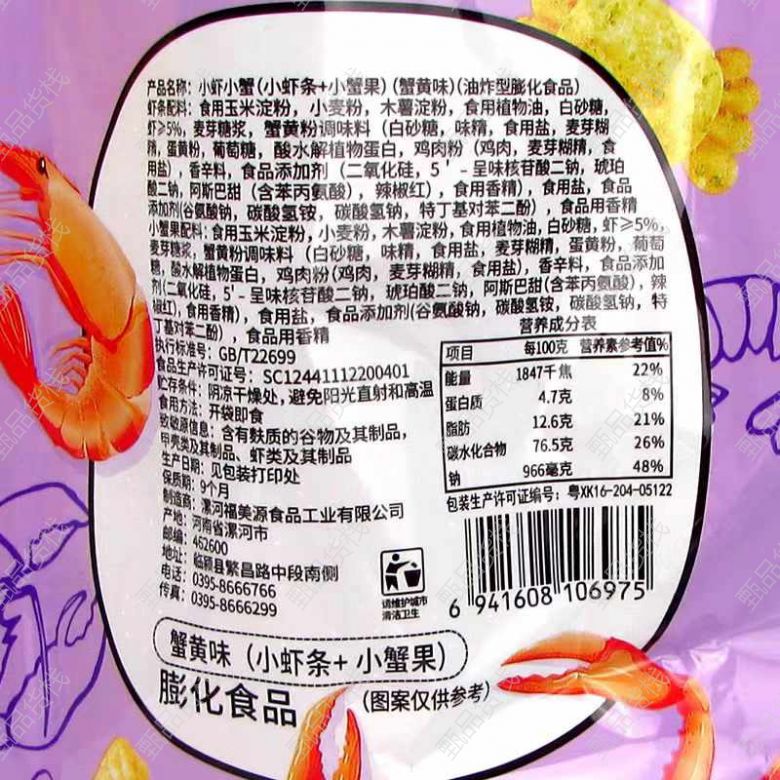 产品名称：小虾小蟹（小虾条+小蟹果）（蟹黄味）（油炸型膨化食品）
虾条配料：食用玉米淀粉，小麦粉，木薯淀粉，食用植物油，白砂糖，
虾≥5%，麦芽糖浆，蟹黄粉调味料（白砂糖，味精，食用盐，麦芽糊
精，蛋黄粉，葡萄糖，酸水解植物蛋白，鸡肉粉（鸡肉，麦芽糊精，食
用盐），香辛料，食品添加剂（二氧化硅，5′-呈味核苷酸二钠，琥珀
酸二钠，阿斯巴甜（含苯丙氨酸），辣椒红），食用香精），食用盐，食品
添加剂(谷氨酸钠，碳酸氢铵，碳酸氢钠，特丁基对苯二酚），食品用香精
小蟹果配料：食用玉米淀粉，小麦粉，木薯淀粉，食用植物油，白砂糖，虾≥5%，
麦芽糖浆，蟹黄粉调味料（白砂糖，味精，食用盐，麦芽糊精，蛋黄粉，葡萄
糖，酸水解植物蛋白，鸡肉粉(鸡肉，麦芽糊精，食用盐），香辛料，食品添加
剂(二氧化硅，5′-呈味核苷酸二钠，琥珀酸二钠，阿斯巴甜(含苯丙氨酸），辣
椒红)，食用香精），食用盐，食品添加剂(谷氨酸钠，碳酸氢铵，碳酸氢钠，特
丁基对苯二酚），食品用香精
执行标准号：GB/T22699
食品生产许可证号：SC12441112200401
贮存条件：阴凉干燥处，避免阳光直射和高温
食用方法：开袋即食
致敏原信息：含有麸质的谷物及其制品，
甲壳类及其制品、虾类及其制品
生产日期：见包装打印处
保质期：9个月
制造商：漯河福美源食品工业有限公司
产地：河南省漯河市
邮编：462600
地址：临颍县繁昌路中段南侧
电话：0395-8666766
传真：0395-8666299
营养成分表
项目 每100克 营养素参考值%
能量 1847千焦 22%
蛋白质 4.7克 8%
脂肪 12.6克 21%
碳水化合物 76.5克 26%
钠 966毫克 48%
包装生产许可证编号：粤XK16-204-05122
请维护城市
清洁卫生
6 941608 106975
蟹黄味（小虾条+小蟹果）
膨化食品
（图案仅供参考）
甄品货栈